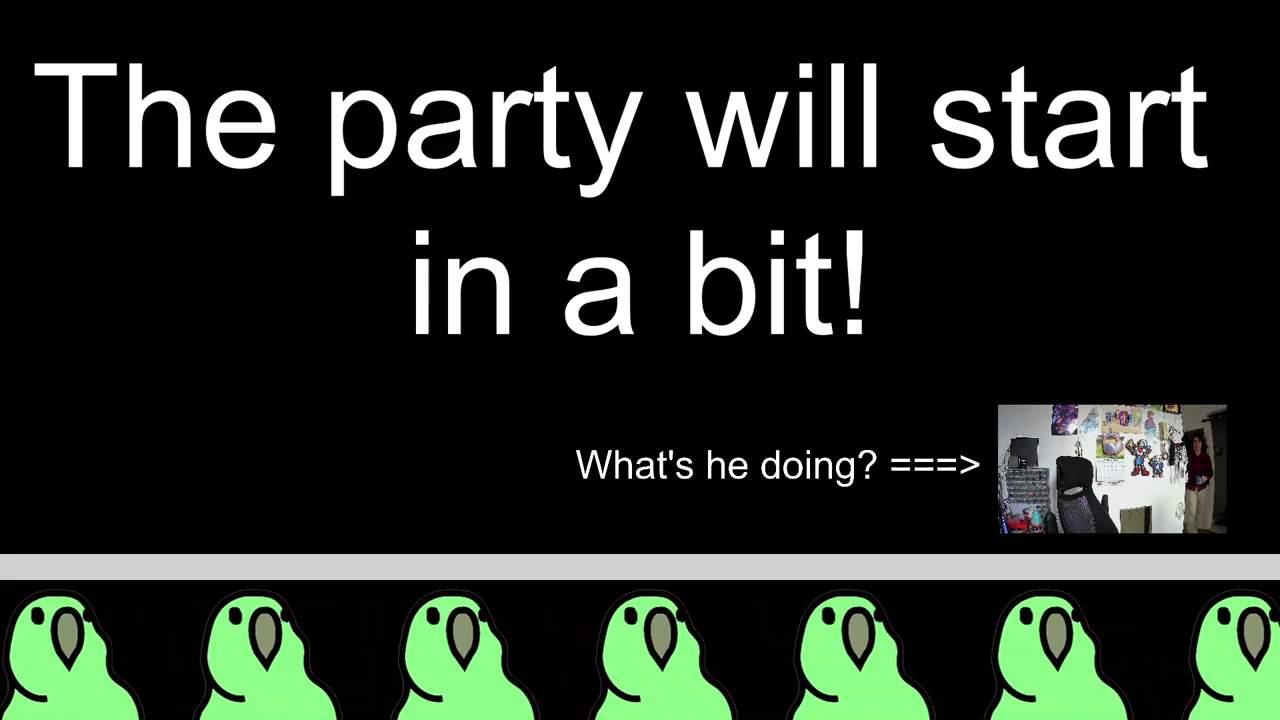 The party will start
in a bit!
What's he doing? ===>